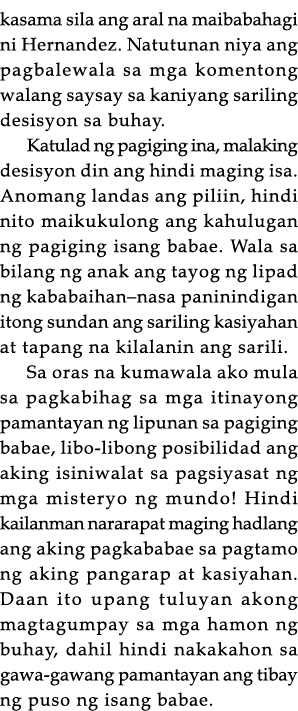 kasama sila ang aral na maibabahagi
ni Hernandez. Natutunan niya ang
pagbalewala sa mga komentong
walang saysay sa kaniyang sariling
desisyon sa buhay.
Katulad ng pagiging ina, malaking
desisyon din ang hindi maging isa.
Anomang landas ang piliin, hindi
nito maikukulong ang kahulugan
ng pagiging isang babae. Wala sa
bilang ng anak ang tayog ng lipad
ng kababaihan–nasa paninindigan
itong sundan ang sariling kasiyahan
at tapang na kilalanin ang sarili.
Sa oras na kumawala ako mula
sa pagkabihag sa mga itinayong
pamantayan ng lipunan sa pagiging
babae, libo-libong posibilidad ang
aking isiniwalat sa pagsiyasat ng
mga misteryo ng mundo! Hindi
kailanman nararapat maging hadlang
ang aking pagkababae sa pagtamo
ng aking pangarap at kasiyahan.
Daan ito upang tuluyan akong
magtagumpay sa mga hamon ng
buhay, dahil hindi nakakahon sa
gawa-gawang pamantayan ang tibay
ng puso ng isang babae.